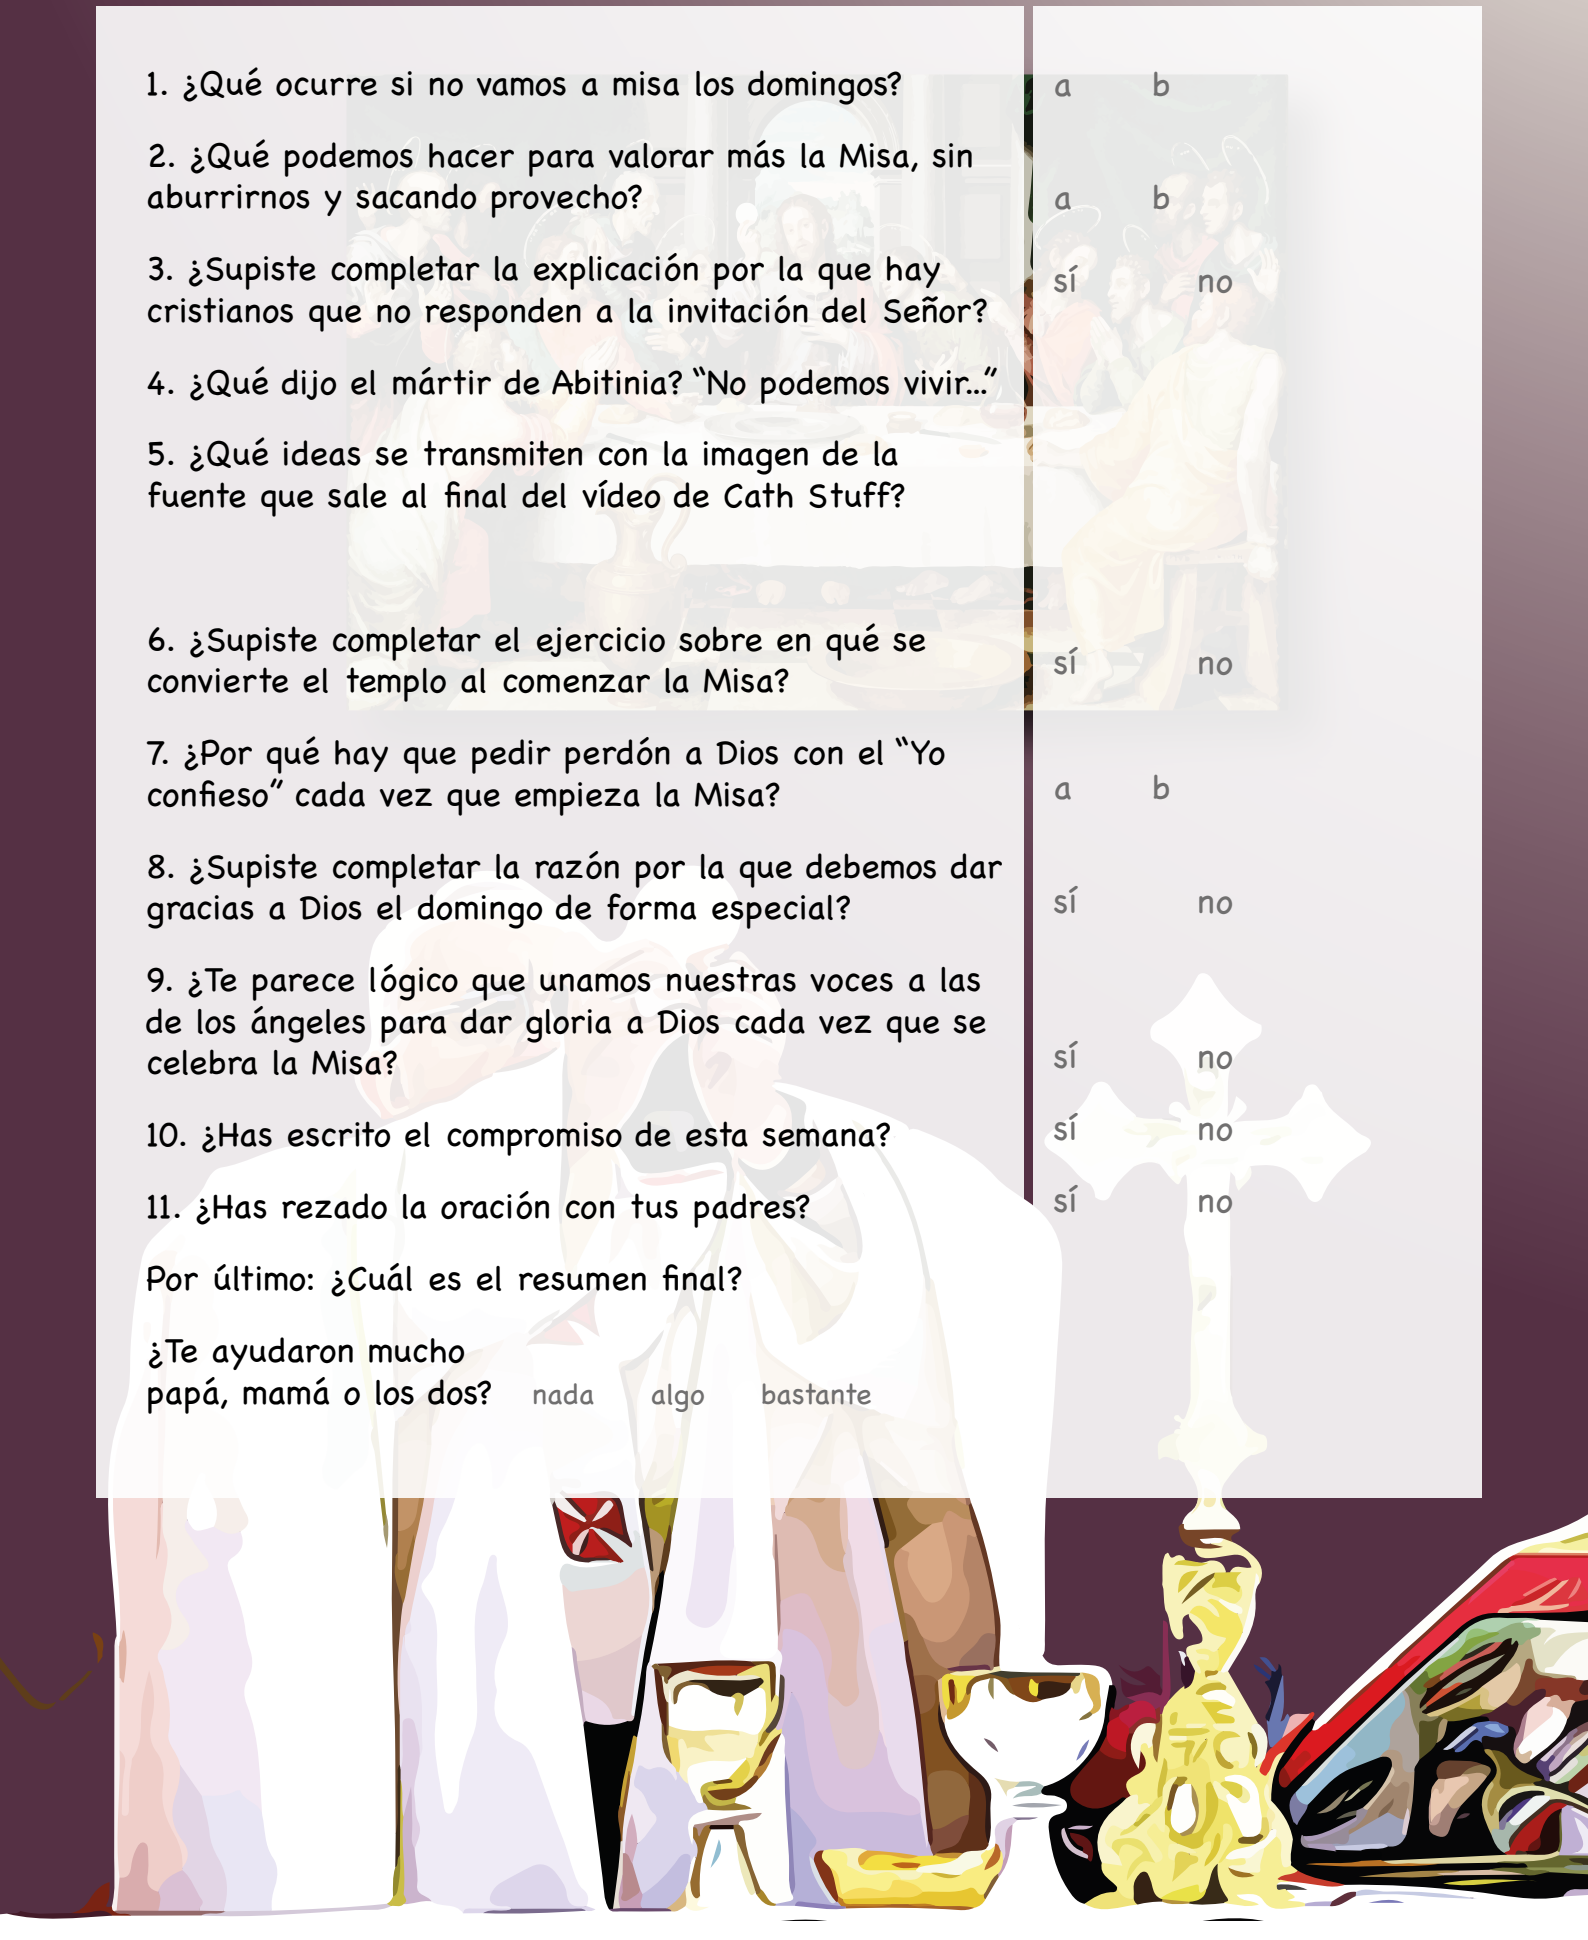 1. ¿Qué ocurre si no vamos a misa los domingos? a b
2. ¿Qué podemos hacer para valorar más la Misa, sin
aburrirnos y sacando provecho? a b
3. ¿Supiste completar la explicación por la que hay
cristianos que no responden a la invitación del Señor? sí no
4. ¿Qué dijo el mártir de Abitinia? “No podemos vivir...”
5. ¿Qué ideas se transmiten con la imagen de la
fuente que sale al final del vídeo de Cath Stuff?
6. ¿Supiste completar el ejercicio sobre en qué se
convierte el templo al comenzar la Misa? sí no
7. ¿Por qué hay que pedir perdón a Dios con el “Yo
confieso” cada vez que empieza la Misa? a b
8. ¿Supiste completar la razón por la que debemos dar
gracias a Dios el domingo de forma especial? sí no
9. ¿Te parece lógico que unamos nuestras voces a las
de los ángeles para dar gloria a Dios cada vez que se
celebra la Misa? sí no
10. ¿Has escrito el compromiso de esta semana? sí no
11. ¿Has rezado la oración con tus padres? sí no
Por último: ¿Cuál es el resumen final?
¿Te ayudaron mucho
papá, mamá o los dos? nada algo bastante